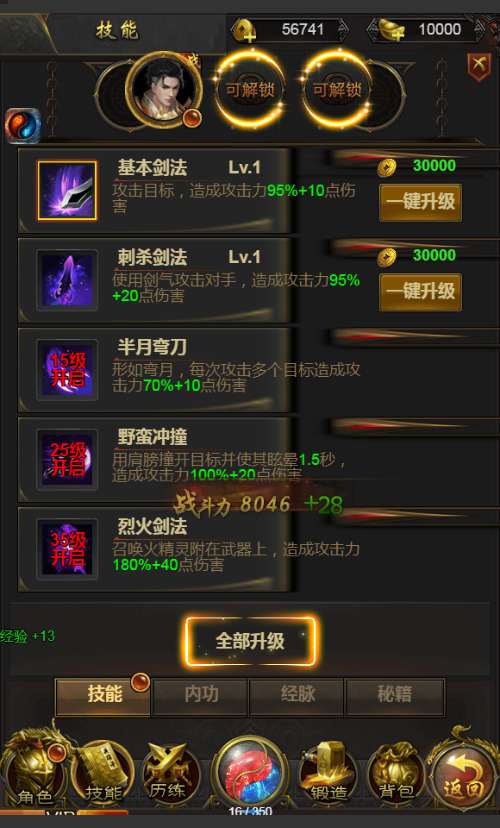 技能
56741
10000
战
可解锁
可解锁
基本剑法 Lv.1
30000
攻击目标，造成攻击力95%+10点伤
害
一键升级
刺杀剑法 Lv.1
30000
使用剑气攻击对手，造成攻击力95%
+20点伤害
一键升级
半月弯刀
15级
开启
形如弯月，每次攻击多个目标造成攻
击力70%+10点伤害
野蛮冲撞
25级
开启
用肩膀撞开目标并使其眩晕1.5秒，
造成攻击力100%+20点伤害
战斗力 8046 +28
烈火剑法
35级
开启
召唤火精灵附在武器上，造成攻击力
180%+40点伤害
经验 +13
全部升级
技能 内功 经脉 秘籍
角色 技能 历练 锻造 背包 返回
VIP
16 / 350